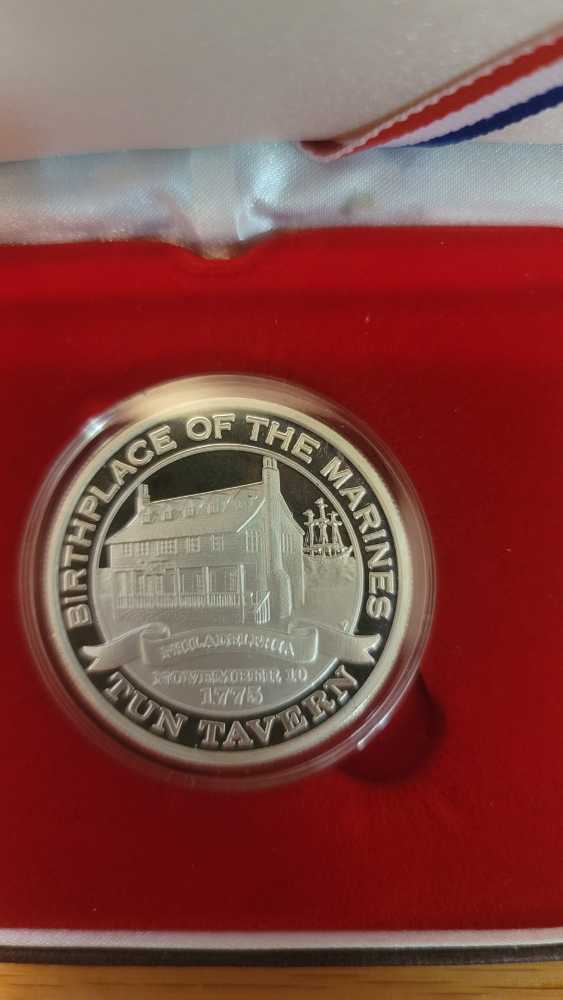 BIRTHPLACE OF THE MARINES
PHILADELPHIA
NOVEMBER 10
1775
TUN TAVERN